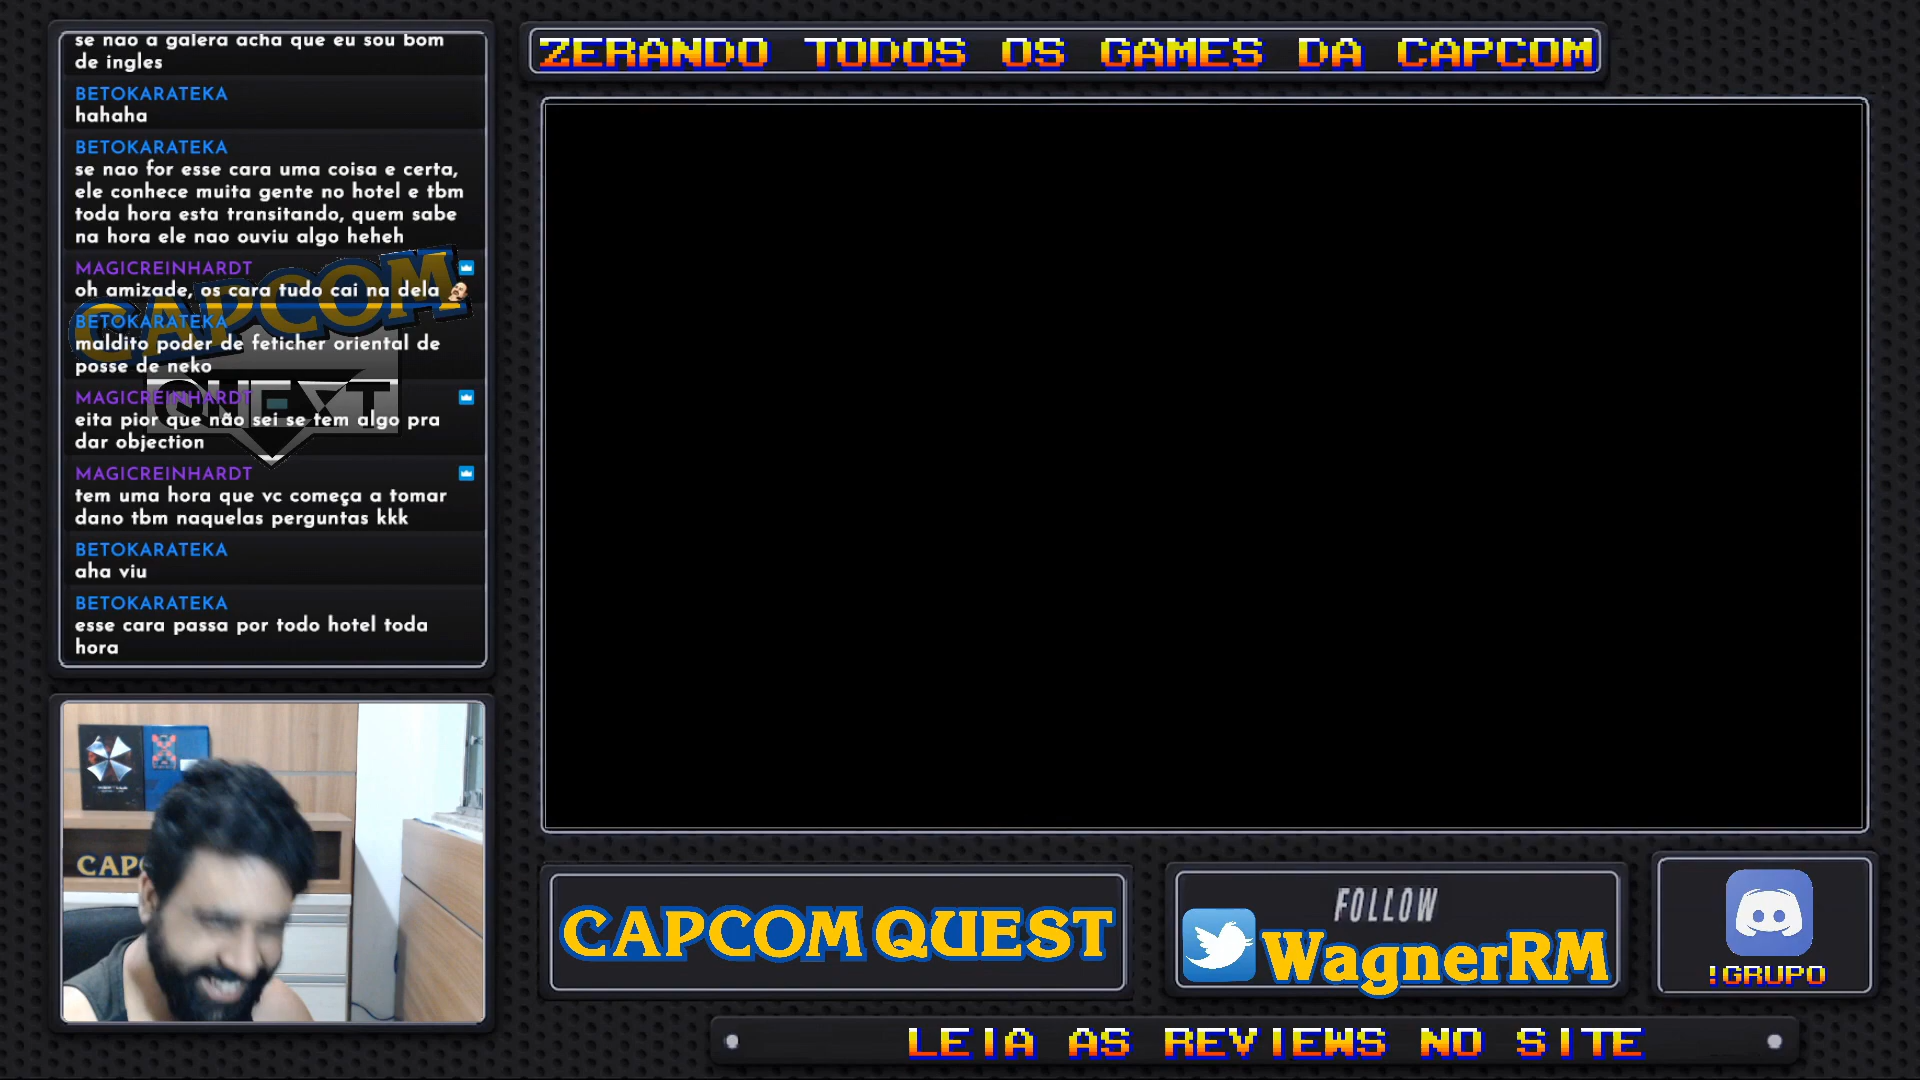 se nao a galera acha que eu sou bom
de ingles
BETOKARATEKA
hahaha
BETOKARATEKA
se nao for esse cara uma coisa e certa,
ele conhece muita gente no hotel e tbm
toda hora esta transitando, quem sabe
na hora ele nao ouviu algo heheh
MAGICREINHARDT
oh amizade, os cara tudo cai na dela
BETOKARATEKA
maldito poder de feticher oriental de
posse de neko
MAGICREINHARDT
eita pior que não sei se tem algo pra
dar objection
MAGICREINHARDT
tem uma hora que vc começa a tomar
dano tbm naquelas perguntas kkk
BETOKARATEKA
aha viu
BETOKARATEKA
esse cara passa por todo hotel toda
hora
CAPCOM
QUEST
CAPC
ZERANDO TODOS OS GAMES DA CAPCOM
CAPCOM QUEST
FOLLOW
WagnerRM
!GRUPO
LEIA AS REVIEWS NO SITE